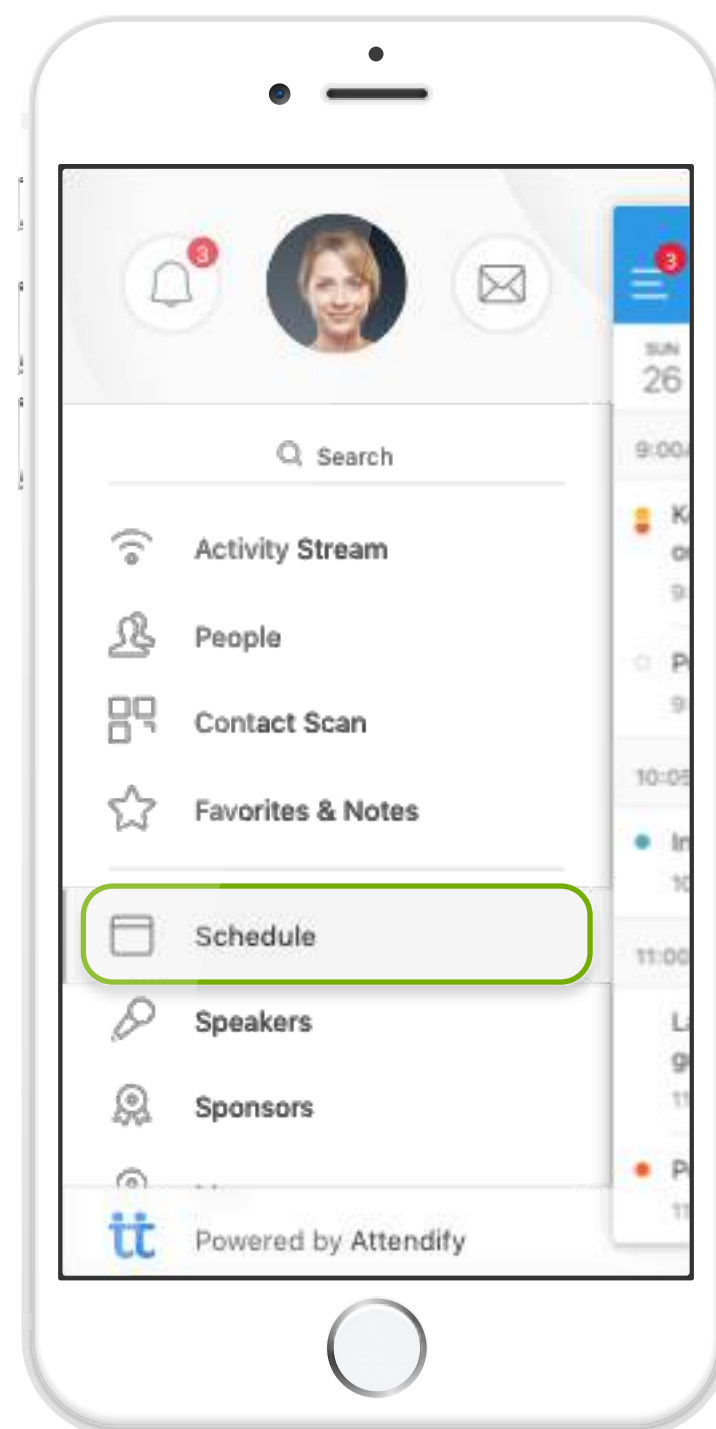 3
3
SUN
26
Search
9:00
Activity Stream
People
Contact Scan
Favorites & Notes
10:05
Schedule
11:00
Speakers
Sponsors
tt
Powered by Attendify